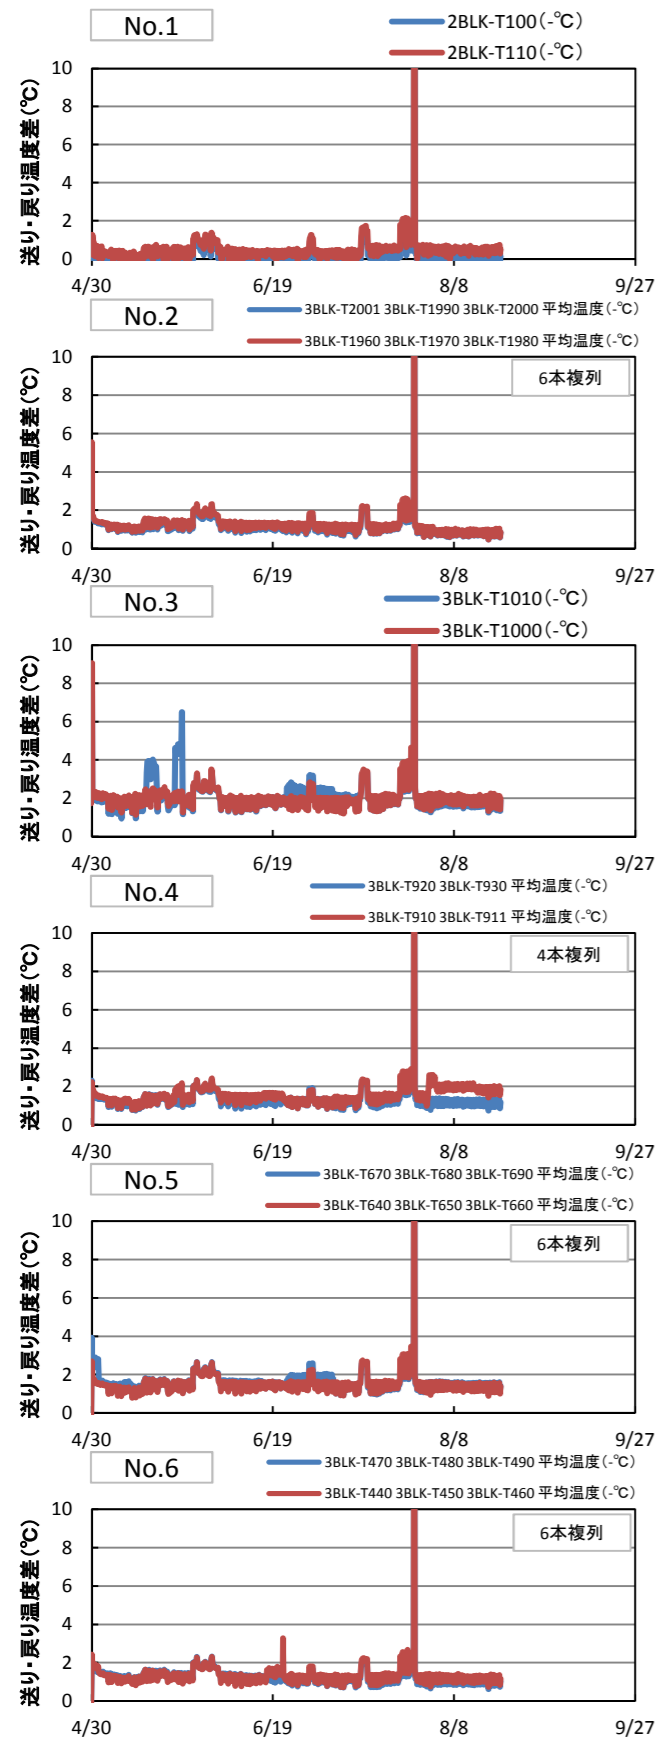 No.1
2BLK-T100(-℃)
2BLK-T110(-℃)
送り・戻り温度差(℃)
10
8
6
4
2
0
4/30 6/19 8/8 9/27
No.2
3BLK-T2001 3BLK-T1990 3BLK-T2000 平均温度(-℃)
3BLK-T1960 3BLK-T1970 3BLK-T1980 平均温度(-℃)
6本複列
送り・戻り温度差(℃)
10
8
6
4
2
0
4/30 6/19 8/8 9/27
No.3
3BLK-T1010(-℃)
3BLK-T1000(-℃)
送り・戻り温度差(℃)
10
8
6
4
2
0
4/30 6/19 8/8 9/27
No.4
3BLK-T920 3BLK-T930 平均温度(-℃)
3BLK-T910 3BLK-T911 平均温度(-℃)
4本複列
送り・戻り温度差(℃)
10
8
6
4
2
0
4/30 6/19 8/8 9/27
No.5
3BLK-T670 3BLK-T680 3BLK-T690 平均温度(-℃)
3BLK-T640 3BLK-T650 3BLK-T660 平均温度(-℃)
6本複列
送り・戻り温度差(℃)
10
8
6
4
2
0
4/30 6/19 8/8 9/27
No.6
3BLK-T470 3BLK-T480 3BLK-T490 平均温度(-℃)
3BLK-T440 3BLK-T450 3BLK-T460 平均温度(-℃)
6本複列
送り・戻り温度差(℃)
10
8
6
4
2
0
4/30 6/19 8/8 9/27